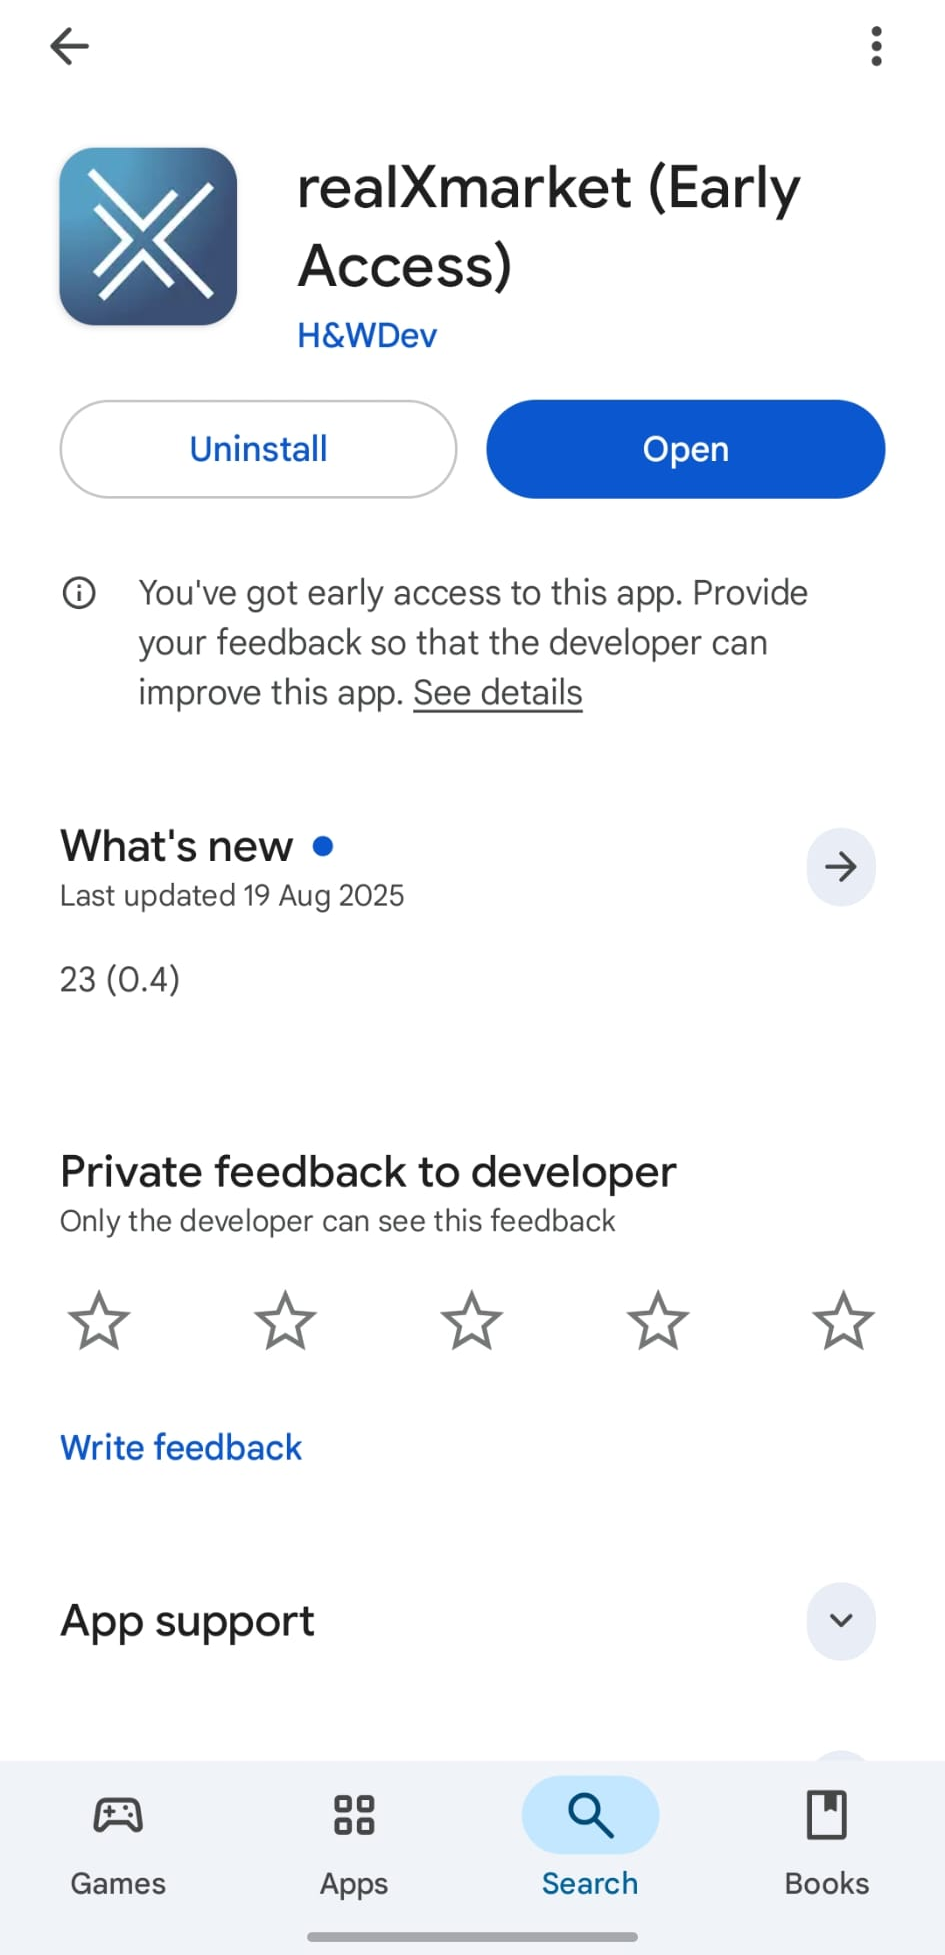 realXmarket (Early
Access)
H&WDev
Uninstall
Open
You've got early access to this app. Provide
your feedback so that the developer can
improve this app. See details
What's new
Last updated 19 Aug 2025
23 (0.4)
Private feedback to developer
Only the developer can see this feedback
Write feedback
App support
Games
Apps
Search
Books